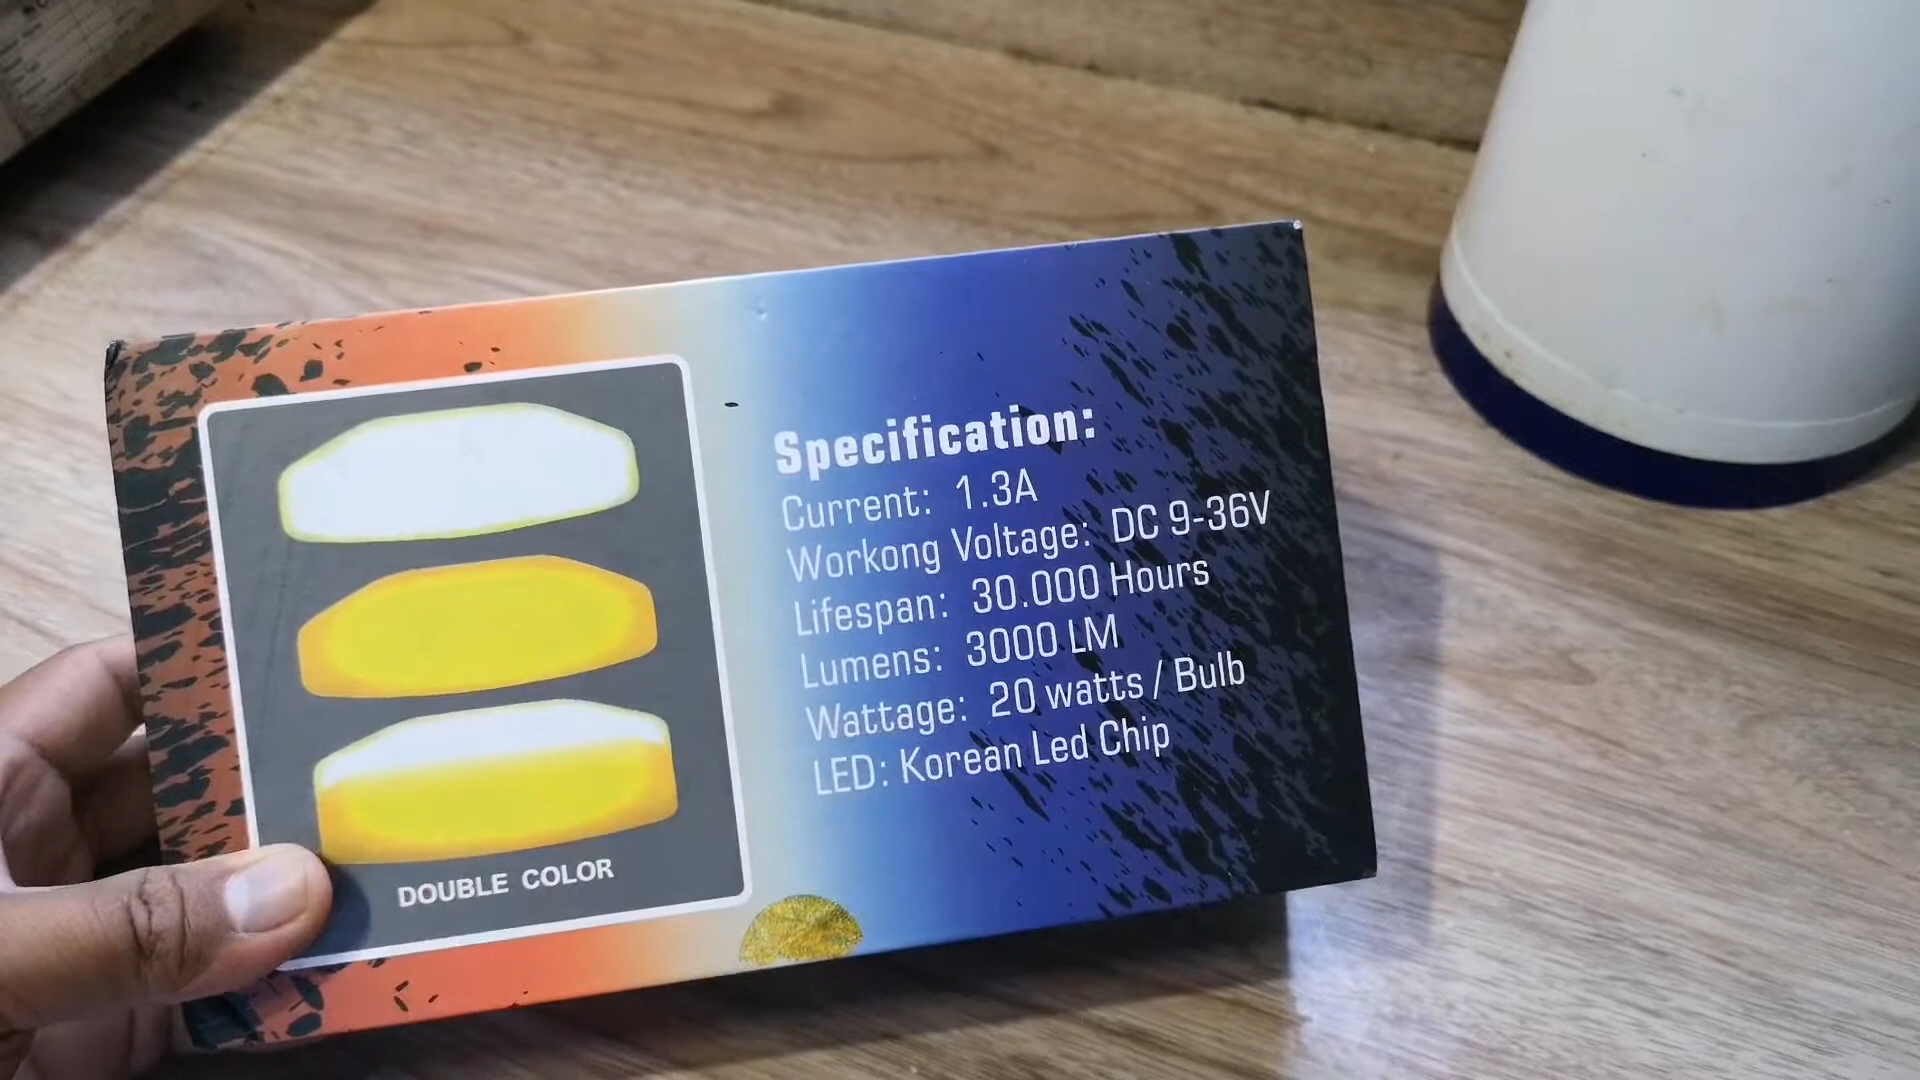 Specification:
Current: 1.3A
Workong Voltage: DC 9-36V
Lifespan: 30.000 Hours
Lumens: 3000 LM
Wattage: 20 watts / Bulb
LED: Korean Led Chip
DOUBLE COLOR